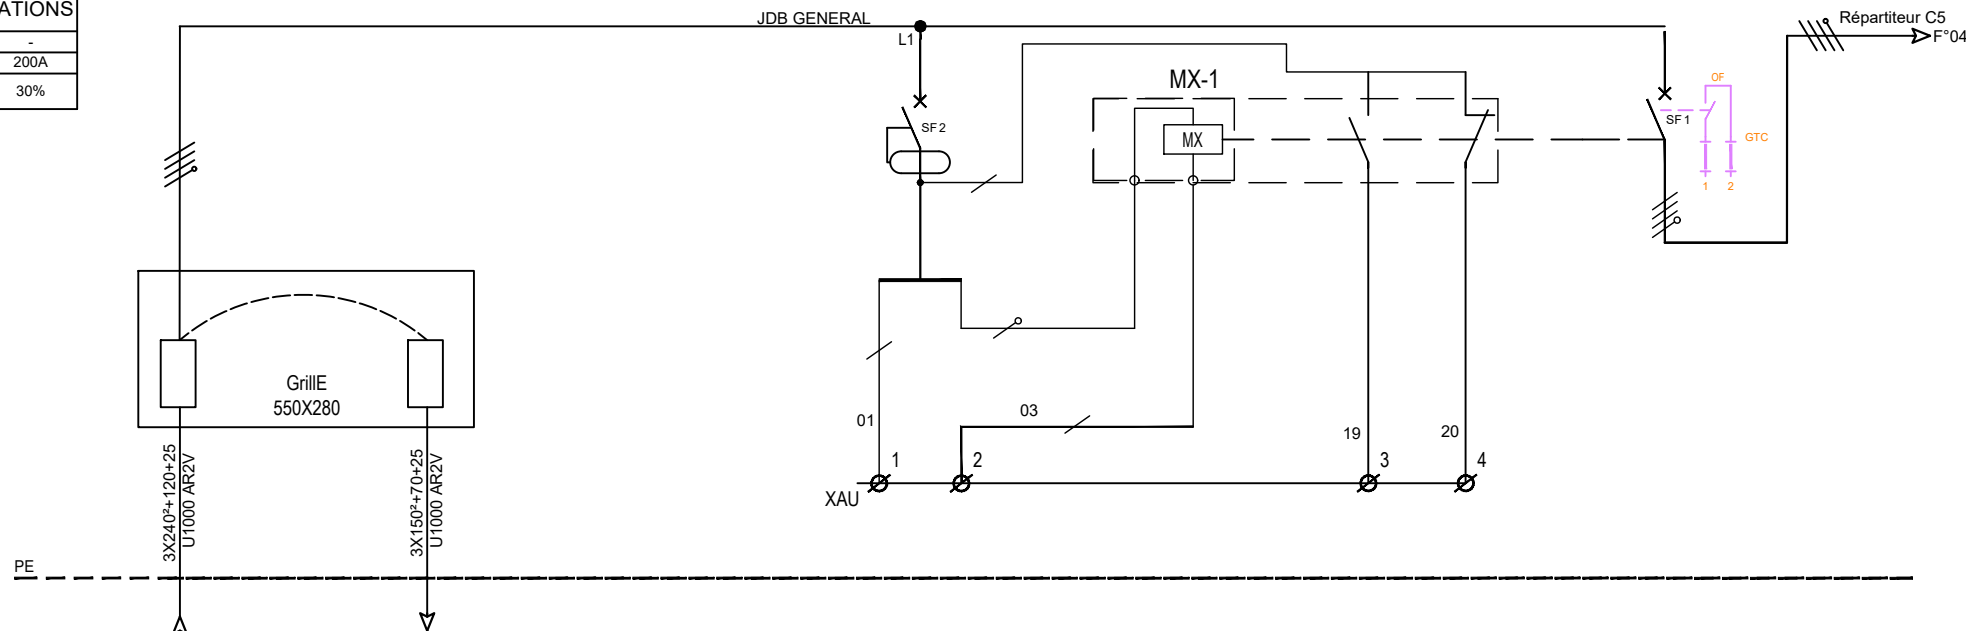 ATIONS
-
200A
30%
JDB GENERAL
L1
SF2
MX-1
MX
SF1
OF
GTC
1 2
Répartiteur C5
F°04
GrillE
550X280
3X240²+120+25
U1000 AR2V
3X150²+70+25
U1000 AR2V
01
03
19
20
1
2
3
4
XAU
PE